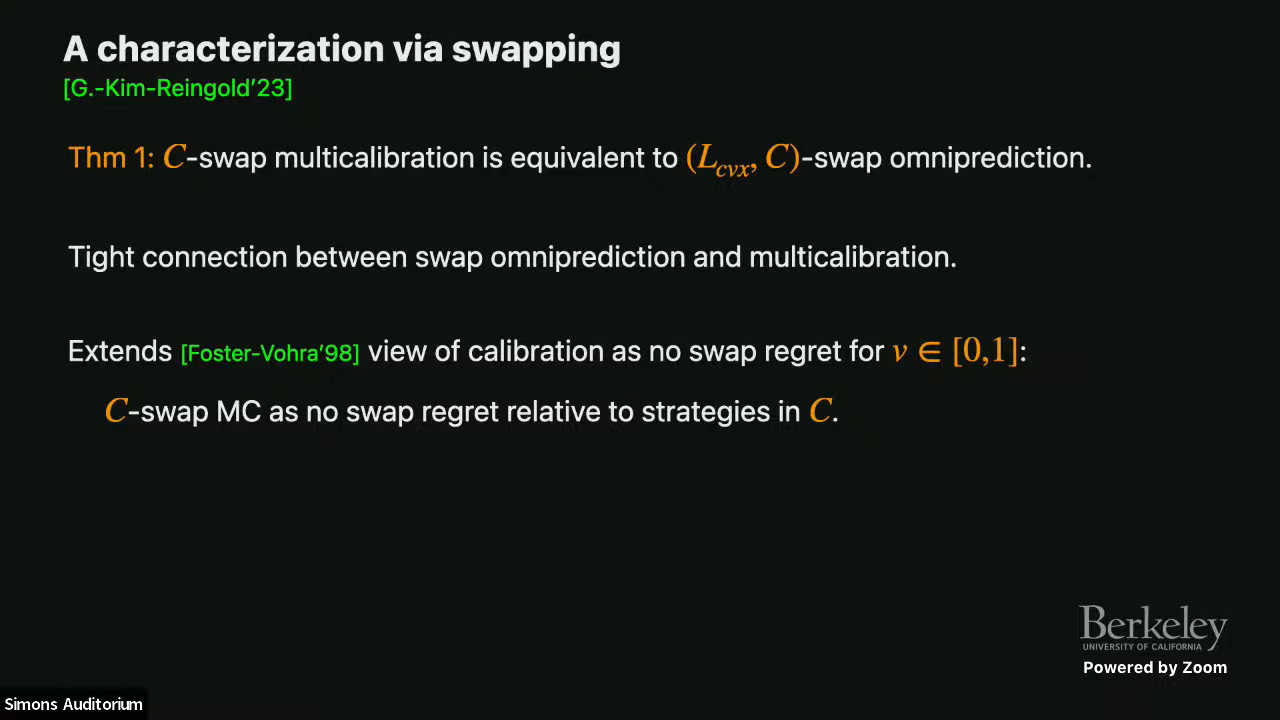 A characterization via swapping
[G.-Kim-Reingold’23]
Thm 1: C-swap multicalibration is equivalent to (L_cvx, C)-swap omniprediction.
Tight connection between swap omniprediction and multicalibration.
Extends [Foster-Vohra’98] view of calibration as no swap regret for v ∈ [0,1]:
C-swap MC as no swap regret relative to strategies in C.
Berkeley
UNIVERSITY OF CALIFORNIA
Powered by Zoom
Simons Auditorium